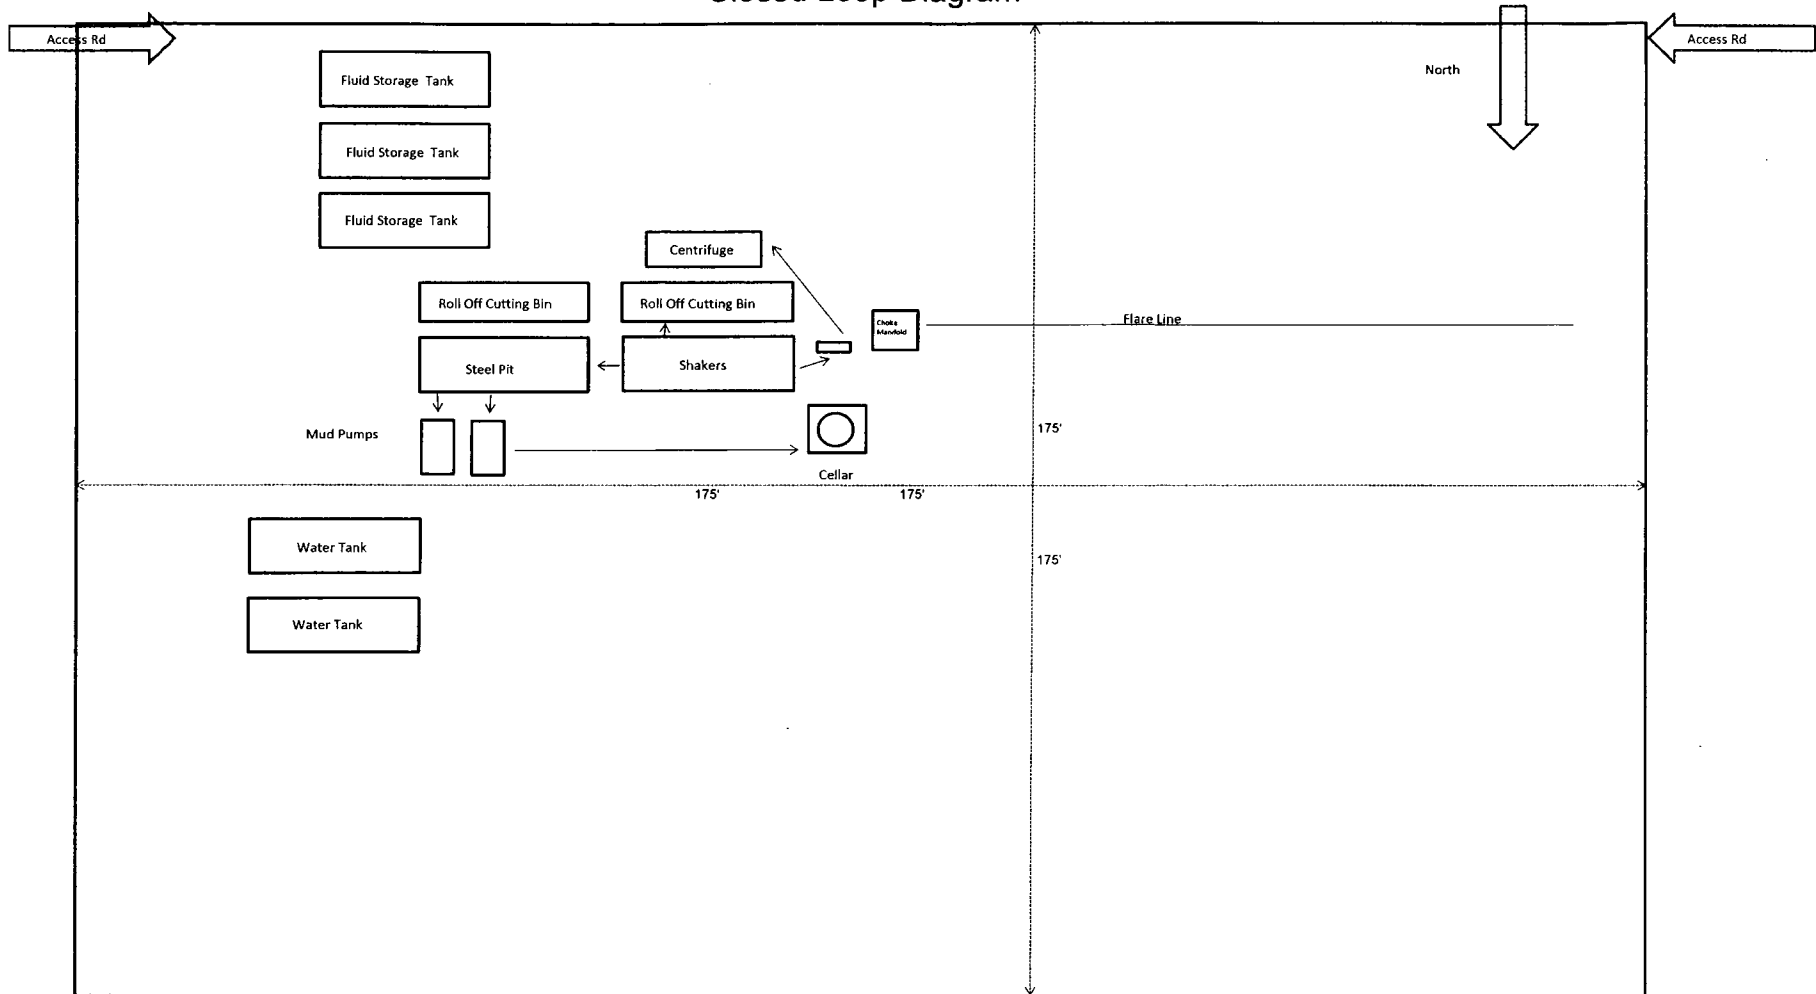 Closed Loop Diagram
Access Rd
Access Rd
North
Fluid Storage Tank
Fluid Storage Tank
Fluid Storage Tank
Centrifuge
Roll Off Cutting Bin
Roll Off Cutting Bin
Choke
Manifold
Flare Line
Steel Pit
Shakers
Mud Pumps
175'
Cellar
175'
175'
175'
Water Tank
Water Tank